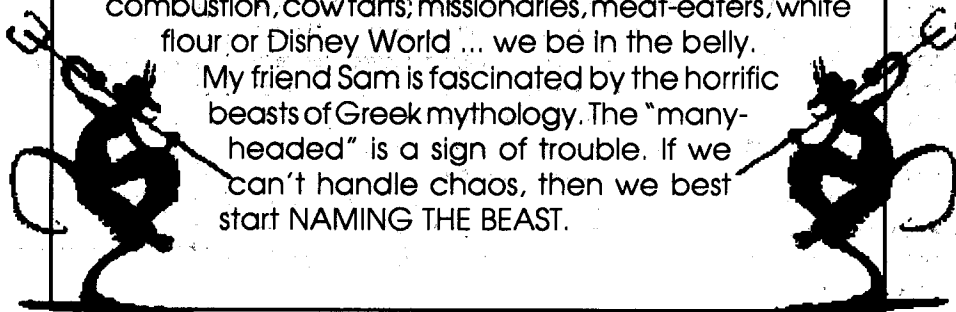 combustion, cow farts; missionaries, meat-eaters, white
flour or Disney World ... we be in the belly.
My friend Sam is fascinated by the horrific
beasts of Greek mythology. The "many-
headed" is a sign of trouble. If we
can't handle chaos, then we best
start NAMING THE BEAST.